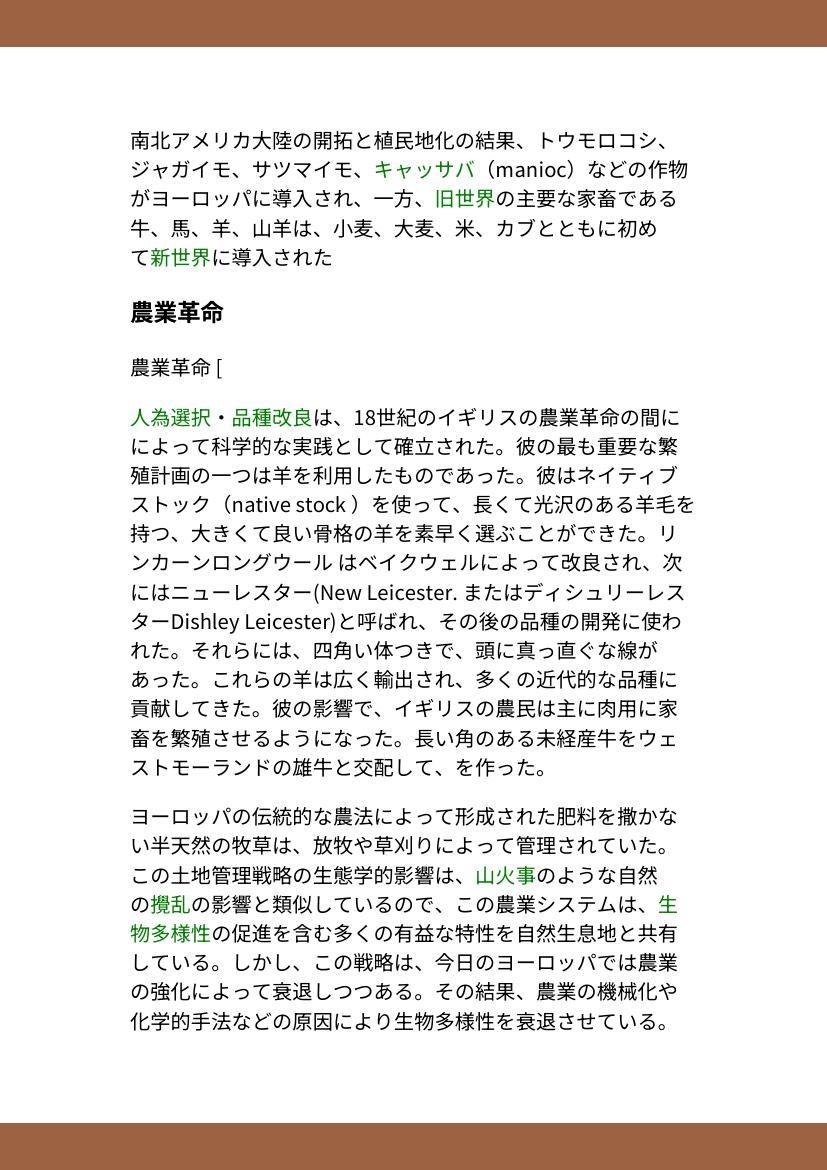 南北アメリカ大陸の開拓と植民地化の結果、トウモロコシ、
ジャガイモ、サツマイモ、キャッサバ（manioc）などの作物
がヨーロッパに導入され、一方、旧世界の主要な家畜である
牛、馬、羊、山羊は、小麦、大麦、米、カブとともに初め
て新世界に導入された
農業革命
農業革命 [
人為選択・品種改良は、18世紀のイギリスの農業革命の間に
によって科学的な実践として確立された。彼の最も重要な繁
殖計画の一つは羊を利用したものであった。彼はネイティブ
ストック（native stock ）を使って、長くて光沢のある羊毛を
持つ、大きくて良い骨格の羊を素早く選ぶことができた。リ
ンカーンロングウール はベイクウェルによって改良され、次
にはニューレスター(New Leicester. またはディシュリーレス
ターDishley Leicester)と呼ばれ、その後の品種の開発に使わ
れた。それらには、四角い体つきで、頭に真っ直ぐな線が
あった。これらの羊は広く輸出され、多くの近代的な品種に
貢献してきた。彼の影響で、イギリスの農民は主に肉用に家
畜を繁殖させるようになった。長い角のある未経産牛をウェ
ストモーランドの雄牛と交配して、を作った。
ヨーロッパの伝統的な農法によって形成された肥料を撒かな
い半天然の牧草は、放牧や草刈りによって管理されていた。
この土地管理戦略の生態学的影響は、山火事のような自然
の攪乱の影響と類似しているので、この農業システムは、生
物多様性の促進を含む多くの有益な特性を自然生息地と共有
している。しかし、この戦略は、今日のヨーロッパでは農業
の強化によって衰退しつつある。その結果、農業の機械化や
化学的手法などの原因により生物多様性を衰退させている。